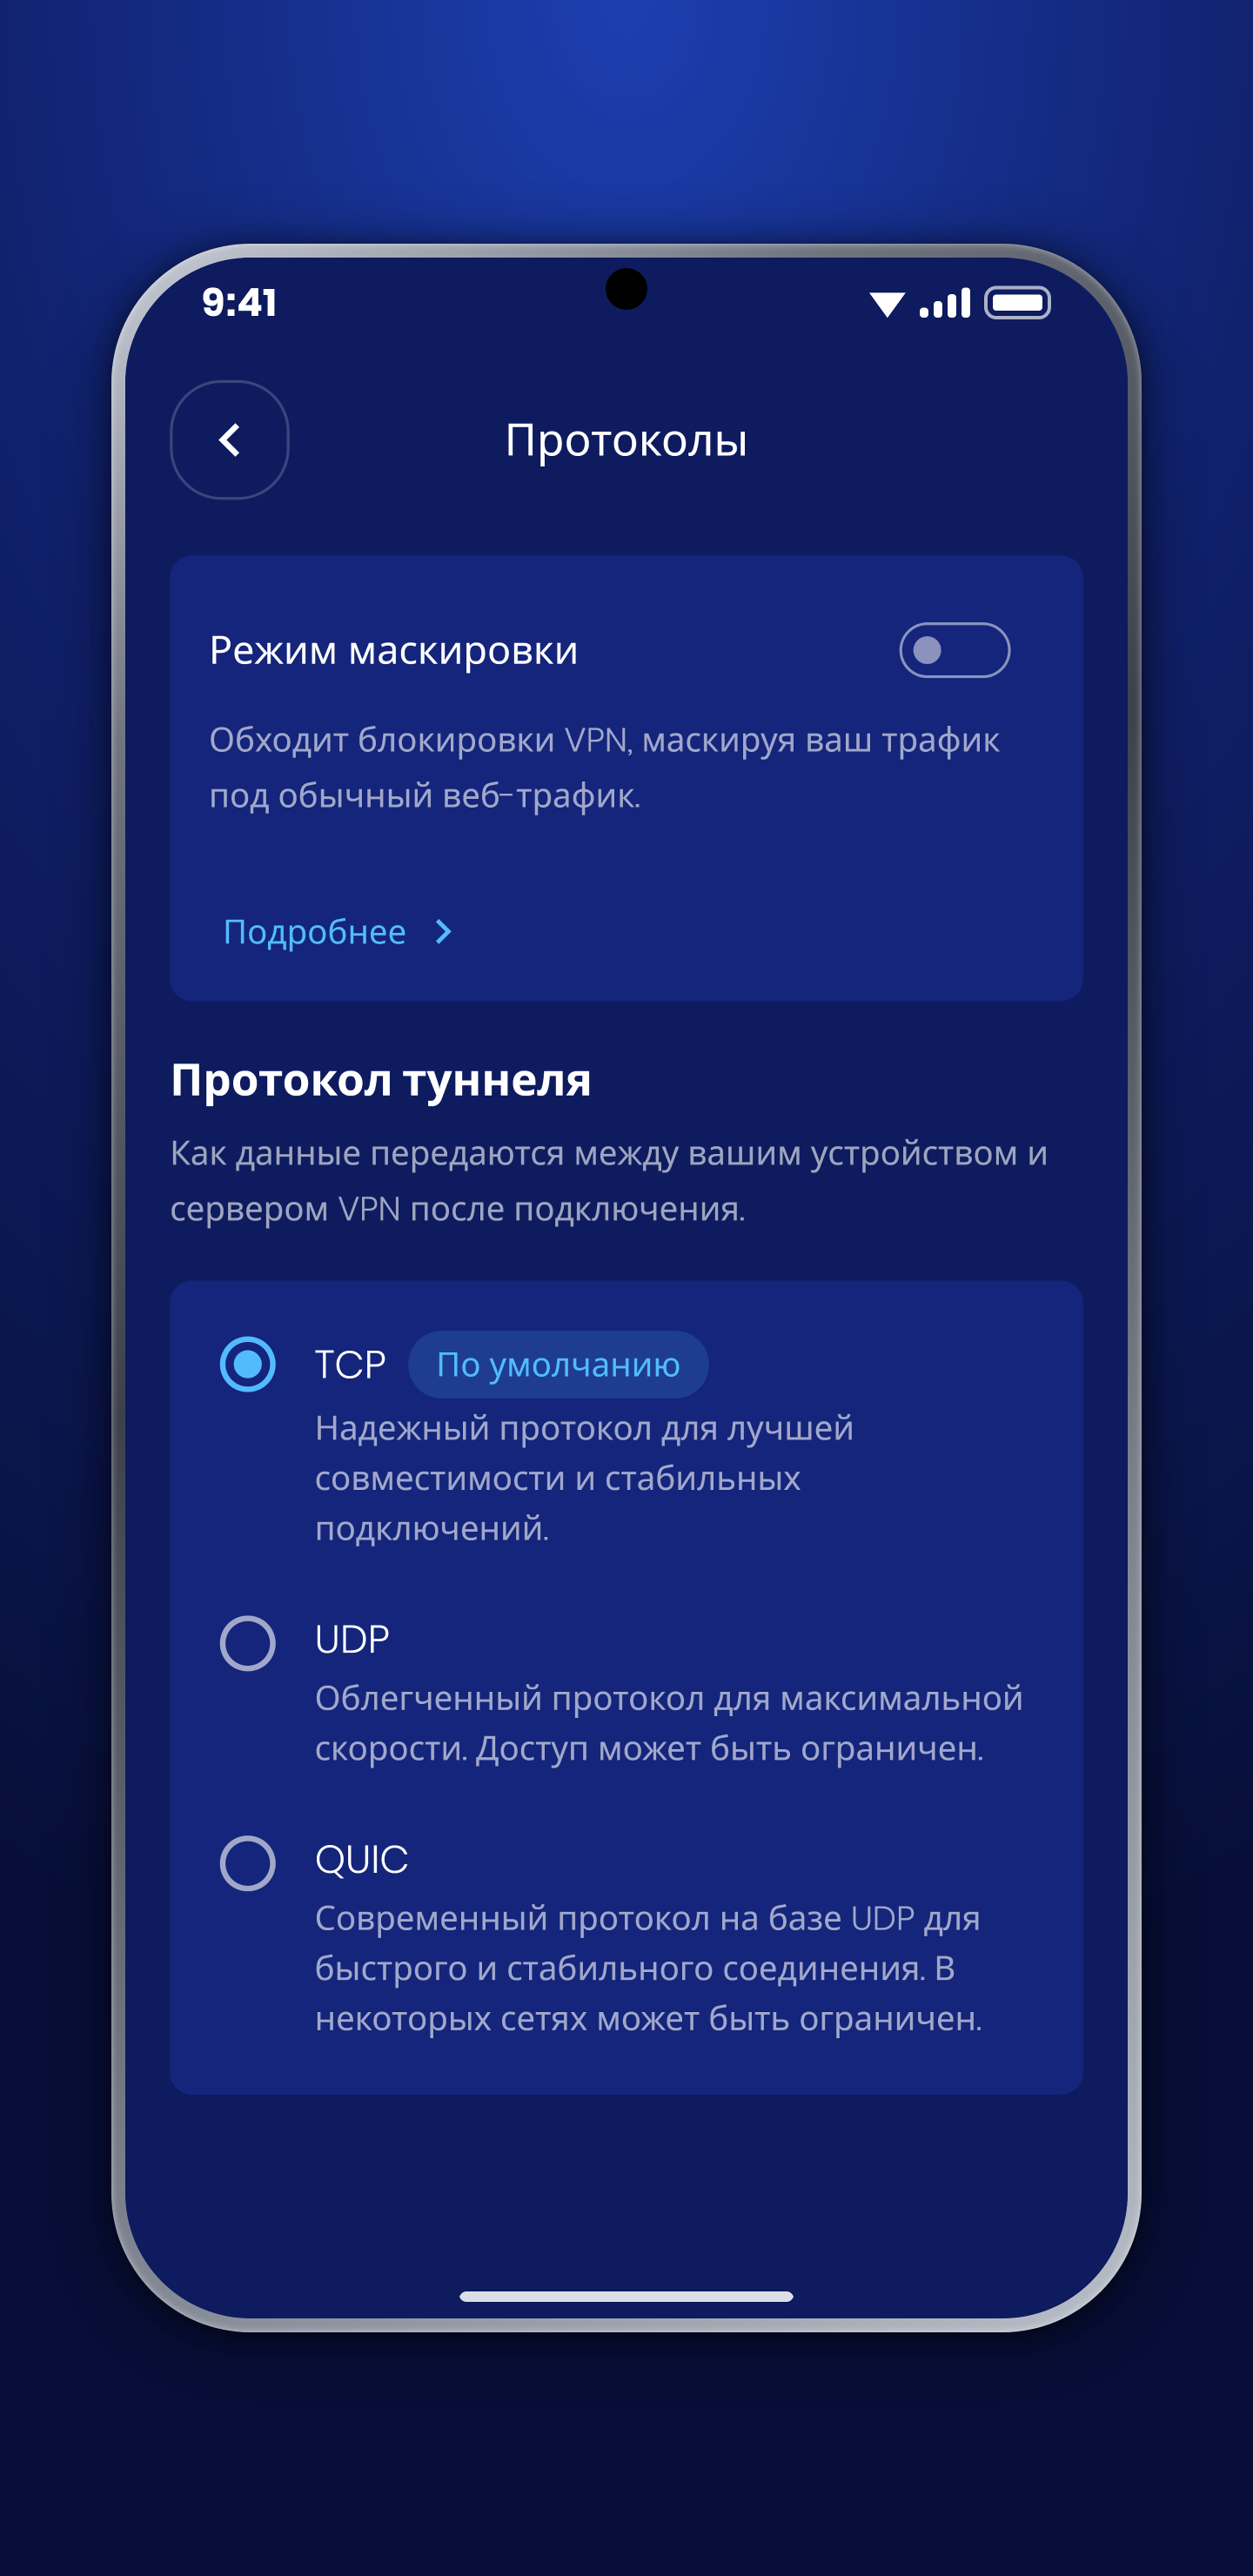 9:41
Протоколы
Режим маскировки
Обходит блокировки VPN, маскируя ваш трафик
под обычный веб-трафик.
Подробнее
Протокол туннеля
Как данные передаются между вашим устройством и
сервером VPN после подключения.
TCP По умолчанию
Надежный протокол для лучшей
совместимости и стабильных
подключений.
UDP
Облегченный протокол для максимальной
скорости. Доступ может быть ограничен.
QUIC
Современный протокол на базе UDP для
быстрого и стабильного соединения. В
некоторых сетях может быть ограничен.